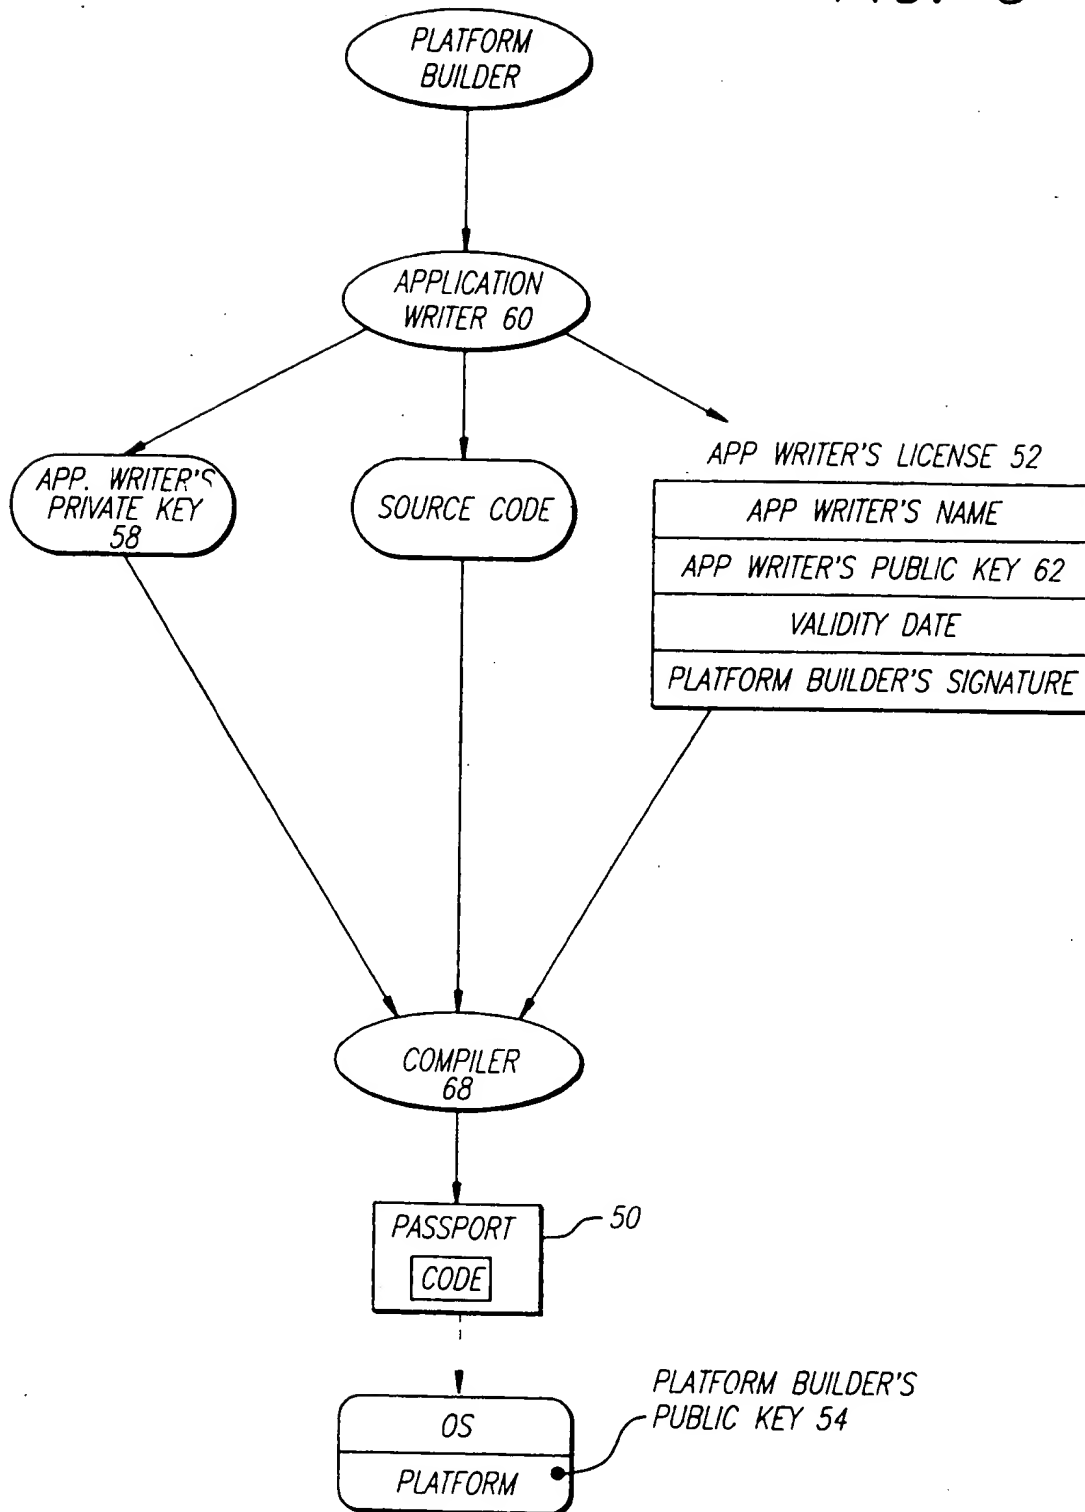 PLATFORM
BUILDER
APPLICATION
WRITER 60
APP. WRITER'S
PRIVATE KEY
58
SOURCE CODE
APP WRITER'S LICENSE 52
APP WRITER'S NAME
APP WRITER'S PUBLIC KEY 62
VALIDITY DATE
PLATFORM BUILDER'S SIGNATURE
COMPILER
68
PASSPORT
CODE
50
OS
PLATFORM
PLATFORM BUILDER'S
PUBLIC KEY 54